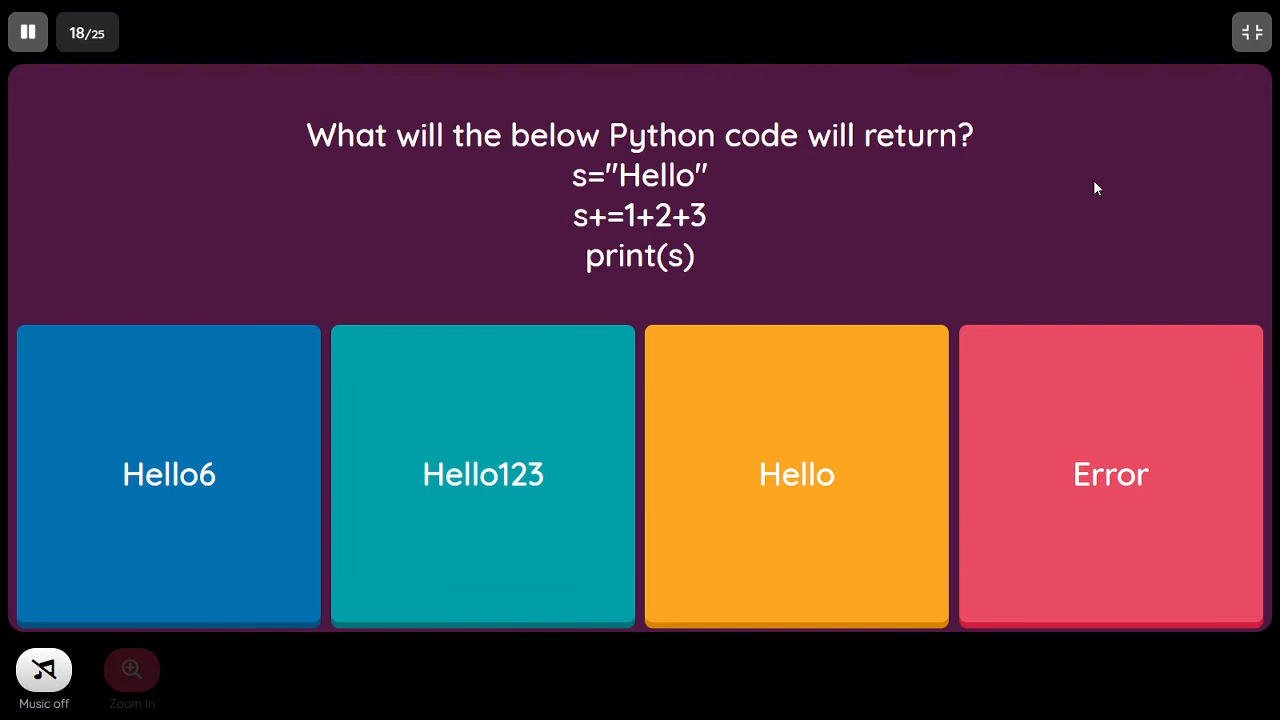 18/25
What will the below Python code will return?
s="Hello"
s+=1+2+3
print(s)
Hello6
Hello123
Hello
Error
Music off
Zoom In